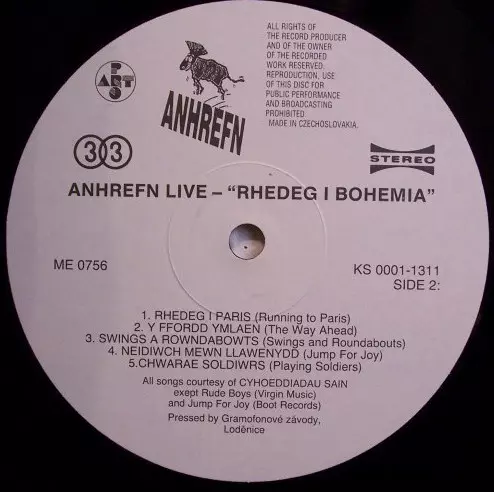 PRO
ART
ANHREFN
ALL RIGHTS OF
THE RECORD PRODUCER
AND OF THE OWNER
OF THE RECORDED
WORK RESERVED.
REPRODUCTION, USE
OF THIS DISC FOR
PUBLIC PERFORMANCE
AND BROADCASTING
PROHIBITED
MADE IN CZECHOSLOVAKIA.
33
STEREO
ANHREFN LIVE – “RHEDEG I BOHEMIA”
ME 0756
KS 0001-1311
SIDE 2:
1. RHEDEG I PARIS (Running to Paris)
2. Y FFORDD YMLAEN (The Way Ahead)
3. SWINGS A ROWNDABOWTS (Swings and Roundabouts)
4. NEIDIWCH MEWN LLAWENYDD (Jump For Joy)
5.CHWARAE SOLDIWRS (Playing Soldiers)
All songs courtesy of CYHOEDDIADAU SAIN
exept Rude Boys (Virgin Music)
and Jump For Joy (Boot Records)
Pressed by Gramofonové závody,
Loděnice